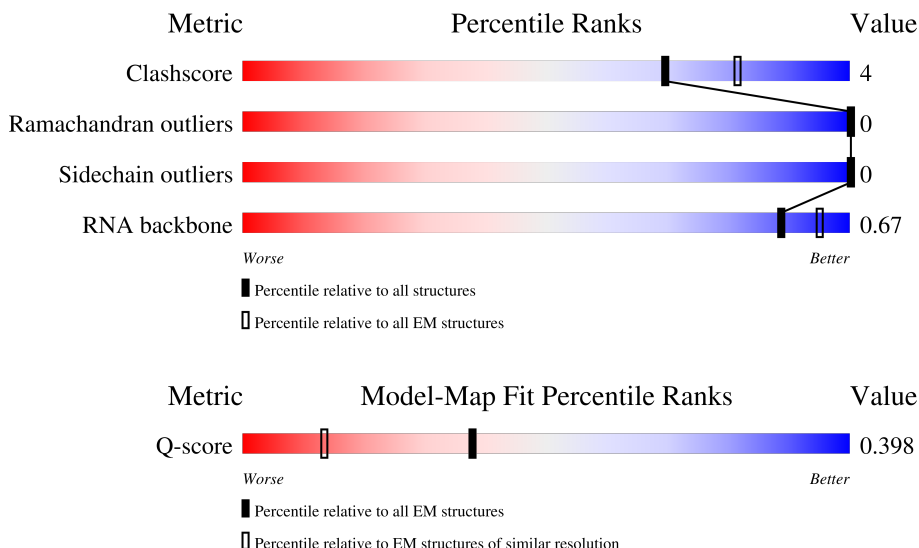 Metric Percentile Ranks Value
Clashscore 4
Ramachandran outliers 0
Sidechain outliers 0
RNA backbone 0.67
Worse Better
Percentile relative to all structures
Percentile relative to all EM structures
Metric Model-Map Fit Percentile Ranks Value
Q-score 0.398
Worse Better
Percentile relative to all EM structures
Percentile relative to EM structures of similar resolution